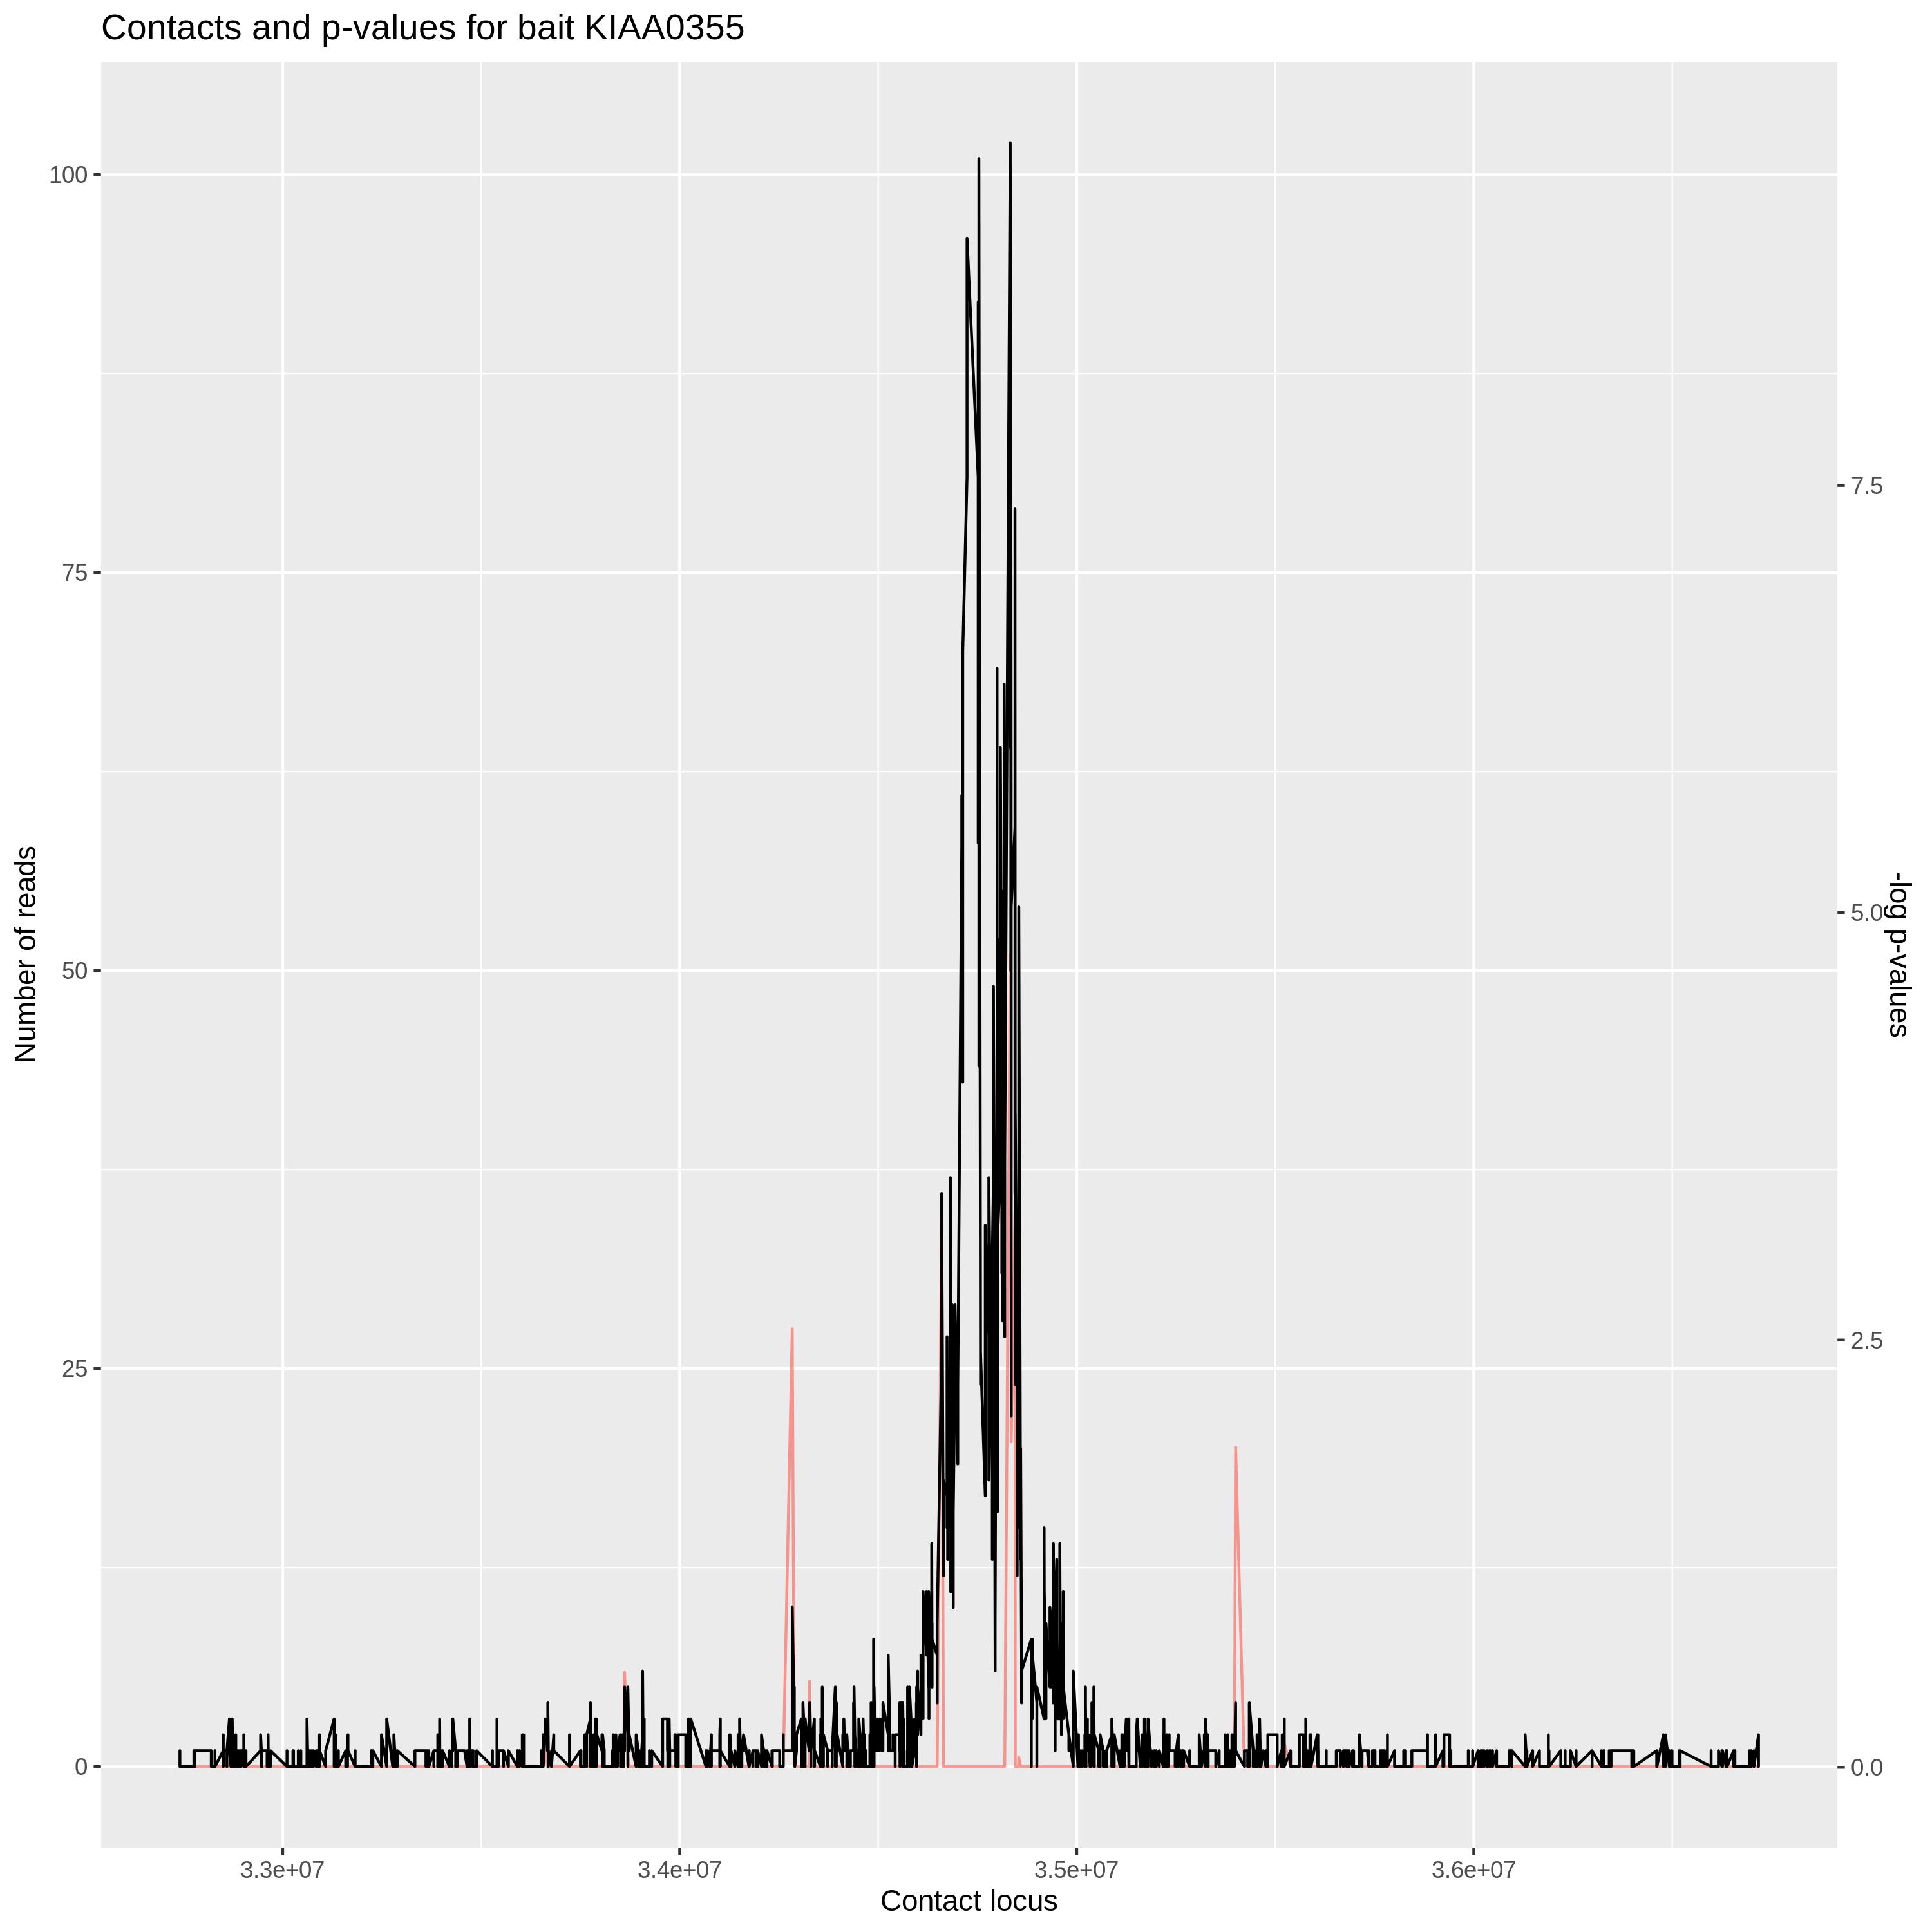 Contacts and p-values for bait KIAA0355
100
75
50
25
0
Number of reads
7.5
5.0
2.5
0.0
-log p-values
3.3e+07
3.4e+07
3.5e+07
3.6e+07
Contact locus